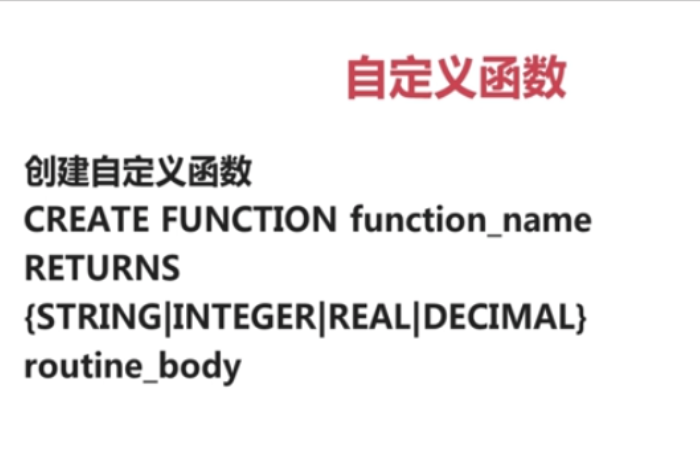 自定义函数
创建自定义函数
CREATE FUNCTION function_name
RETURNS
{STRING|INTEGER|REAL|DECIMAL}
routine_body